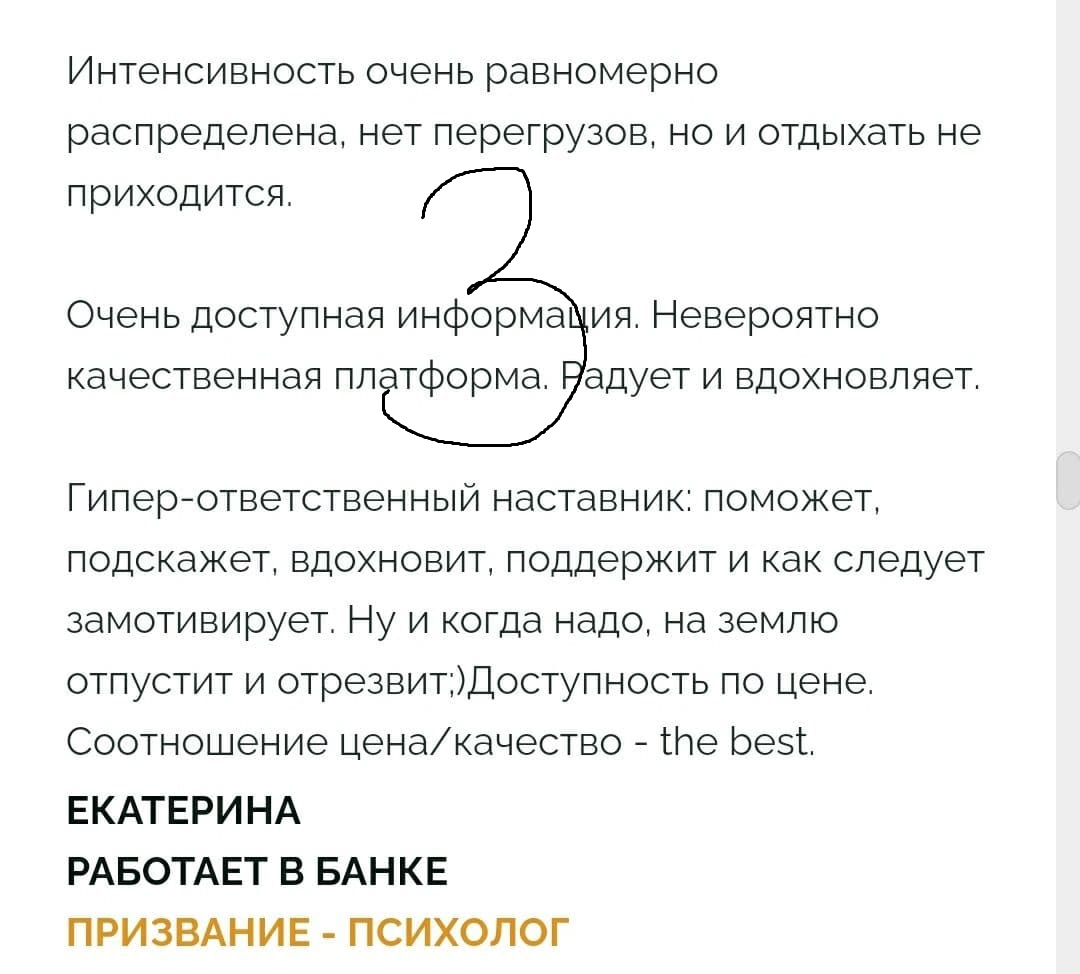 Интенсивность очень равномерно
распределена, нет перегрузов, но и отдыхать не
приходится.
3
Очень доступная информация. Невероятно
качественная платформа. Радует и вдохновляет.
Гипер-ответственный наставник: поможет,
подскажет, вдохновит, поддержит и как следует
замотивирует. Ну и когда надо, на землю
отпустит и отрезвит;)Доступность по цене.
Соотношение цена/качество - the best.
ЕКАТЕРИНА
РАБОТАЕТ В БАНКЕ
ПРИЗВАНИЕ - ПСИХОЛОГ